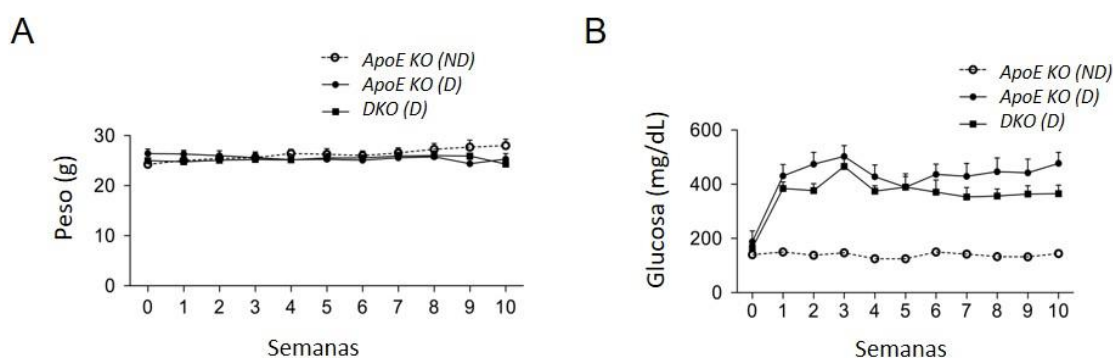 A
ApoE KO (ND)
ApoE KO (D)
DKO (D)
Peso (g)
30
20
10
0
0 1 2 3 4 5 6 7 8 9 10
Semanas
B
ApoE KO (ND)
ApoE KO (D)
DKO (D)
Glucosa (mg/dL)
600
400
200
0
0 1 2 3 4 5 6 7 8 9 10
Semanas